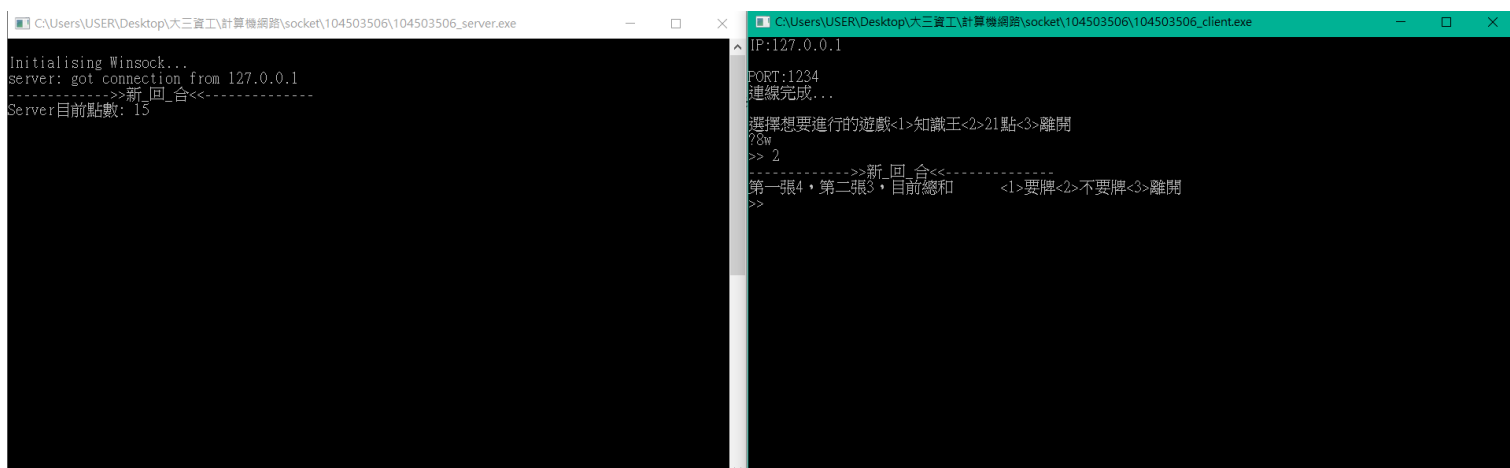 C:\Users\USER\Desktop\大三資工\計算機網路\socket\104503506\104503506_server.exe
Initialising Winsock...
server: got connection from 127.0.0.1
------------->>新_回_合<<--------------
Server目前點數: 15
C:\Users\USER\Desktop\大三資工\計算機網路\socket\104503506\104503506_client.exe
IP:127.0.0.1
PORT:1234
連線完成...
選擇想要進行的遊戲<1>知識王<2>21點<3>離開
?8w
>> 2
------------->>新_回_合<<--------------
第一張4，第二張3，目前總和      <1>要牌<2>不要牌<3>離開
>>